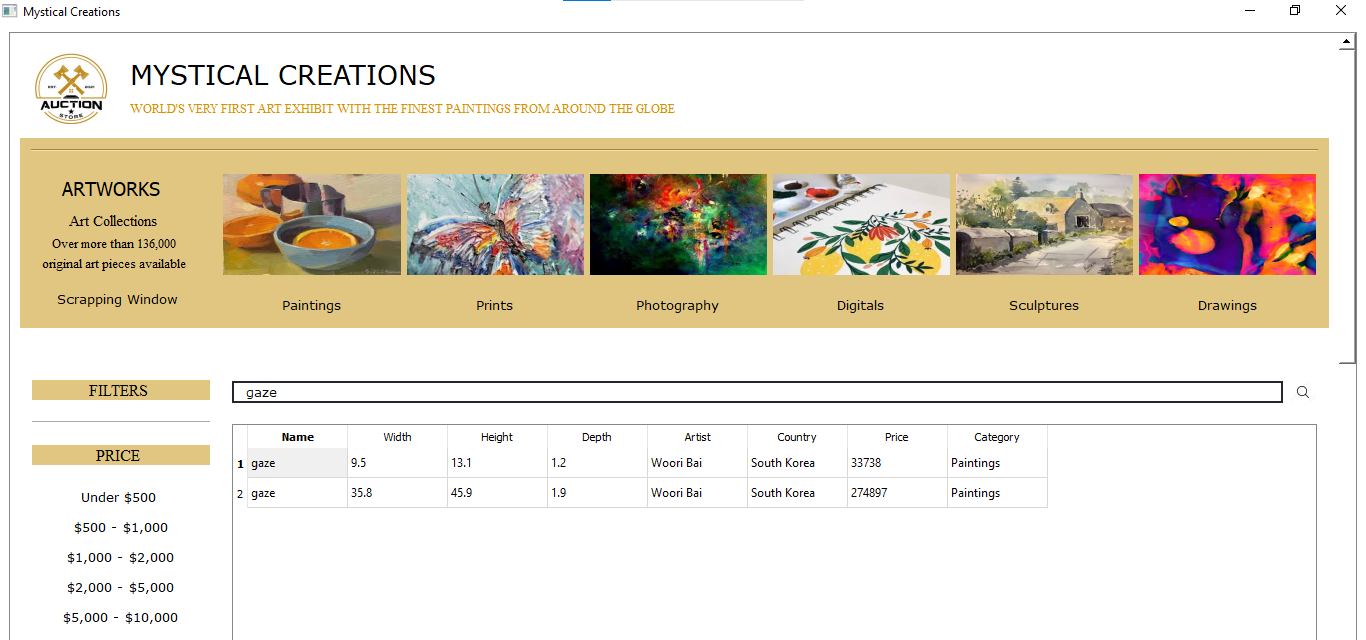 Mystical Creations
MYSTICAL CREATIONS
WORLD'S VERY FIRST ART EXHIBIT WITH THE FINEST PAINTINGS FROM AROUND THE GLOBE
AUCTION
STORE
ARTWORKS
Art Collections
Over more than 136,000
original art pieces available
Scrapping Window
Paintings Prints Photography Digitals Sculptures Drawings
FILTERS
PRICE
Under $500
$500 - $1,000
$1,000 - $2,000
$2,000 - $5,000
$5,000 - $10,000
gaze
Name Width Height Depth Artist Country Price Category
1 gaze 9.5 13.1 1.2 Woori Bai South Korea 33738 Paintings
2 gaze 35.8 45.9 1.9 Woori Bai South Korea 274897 Paintings